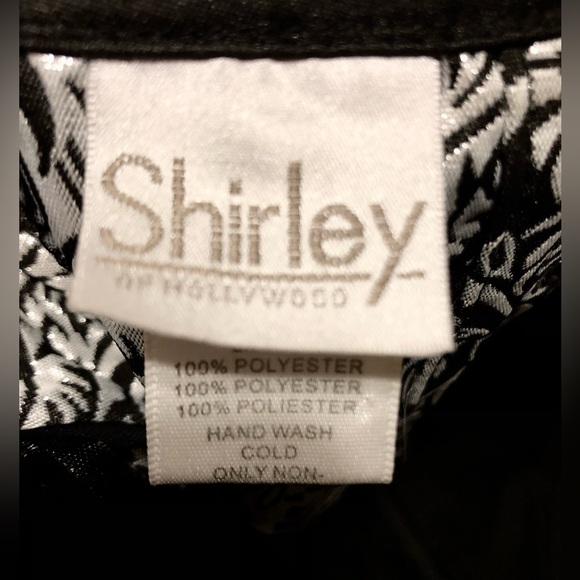 Shirley
OF HOLLYWOOD
100% POLYESTER
100% POLYESTER
100% POLIESTER
HAND WASH
COLD
ONLY NON-